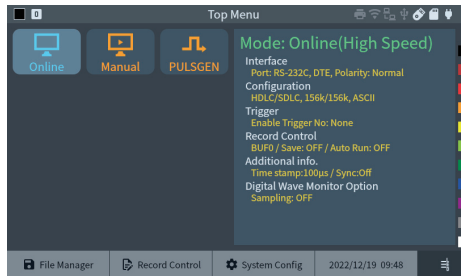 0 Top Menu
Online Manual PULSGEN
Mode: Online(High Speed)
Interface
Port: RS-232C, DTE, Polarity: Normal
Configuration
HDLC/SDLC, 156k/156k, ASCII
Trigger
Enable Trigger No: None
Record Control
BUF0 / Save: OFF / Auto Run: OFF
Additional info.
Time stamp:100µs / Sync:Off
Digital Wave Monitor Option
Sampling: OFF
File Manager Record Control System Config 2022/12/19 09:48